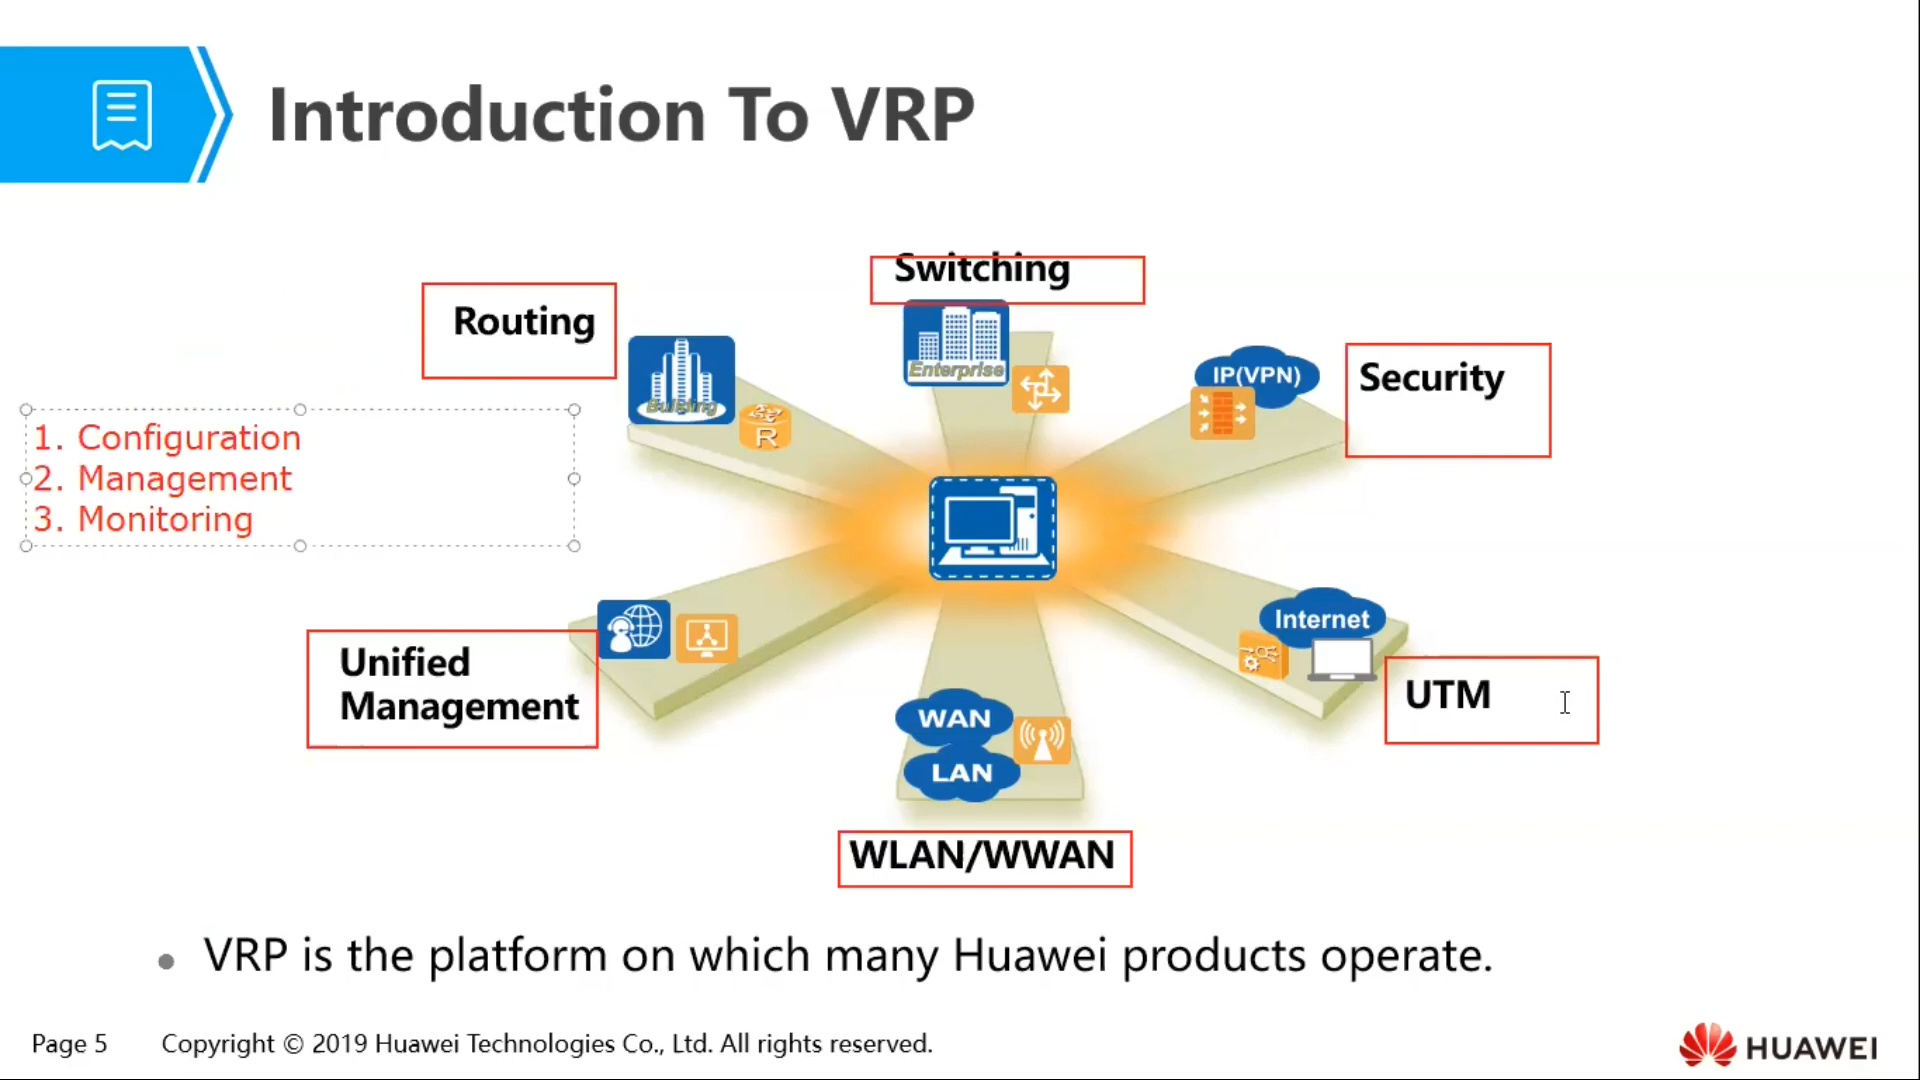 Introduction To VRP
Switching
Routing
Enterprise
Security
IP(VPN)
Building
R
1. Configuration
2. Management
3. Monitoring
Internet
Unified
Management
UTM
WAN
LAN
WLAN/WWAN
• VRP is the platform on which many Huawei products operate.
Page 5 Copyright © 2019 Huawei Technologies Co., Ltd. All rights reserved.
HUAWEI